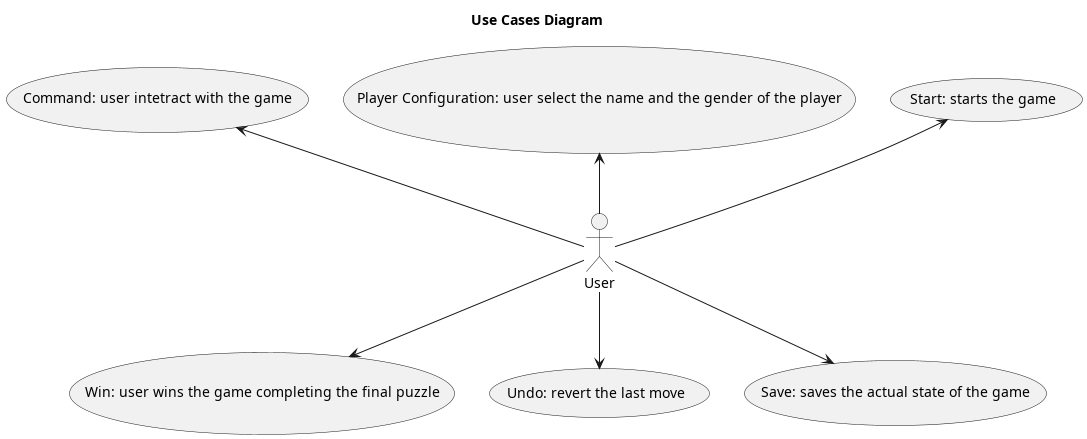 Use Cases Diagram
Command: user intetract with the game
Player Configuration: user select the name and the gender of the player
Start: starts the game
User
Win: user wins the game completing the final puzzle
Undo: revert the last move
Save: saves the actual state of the game